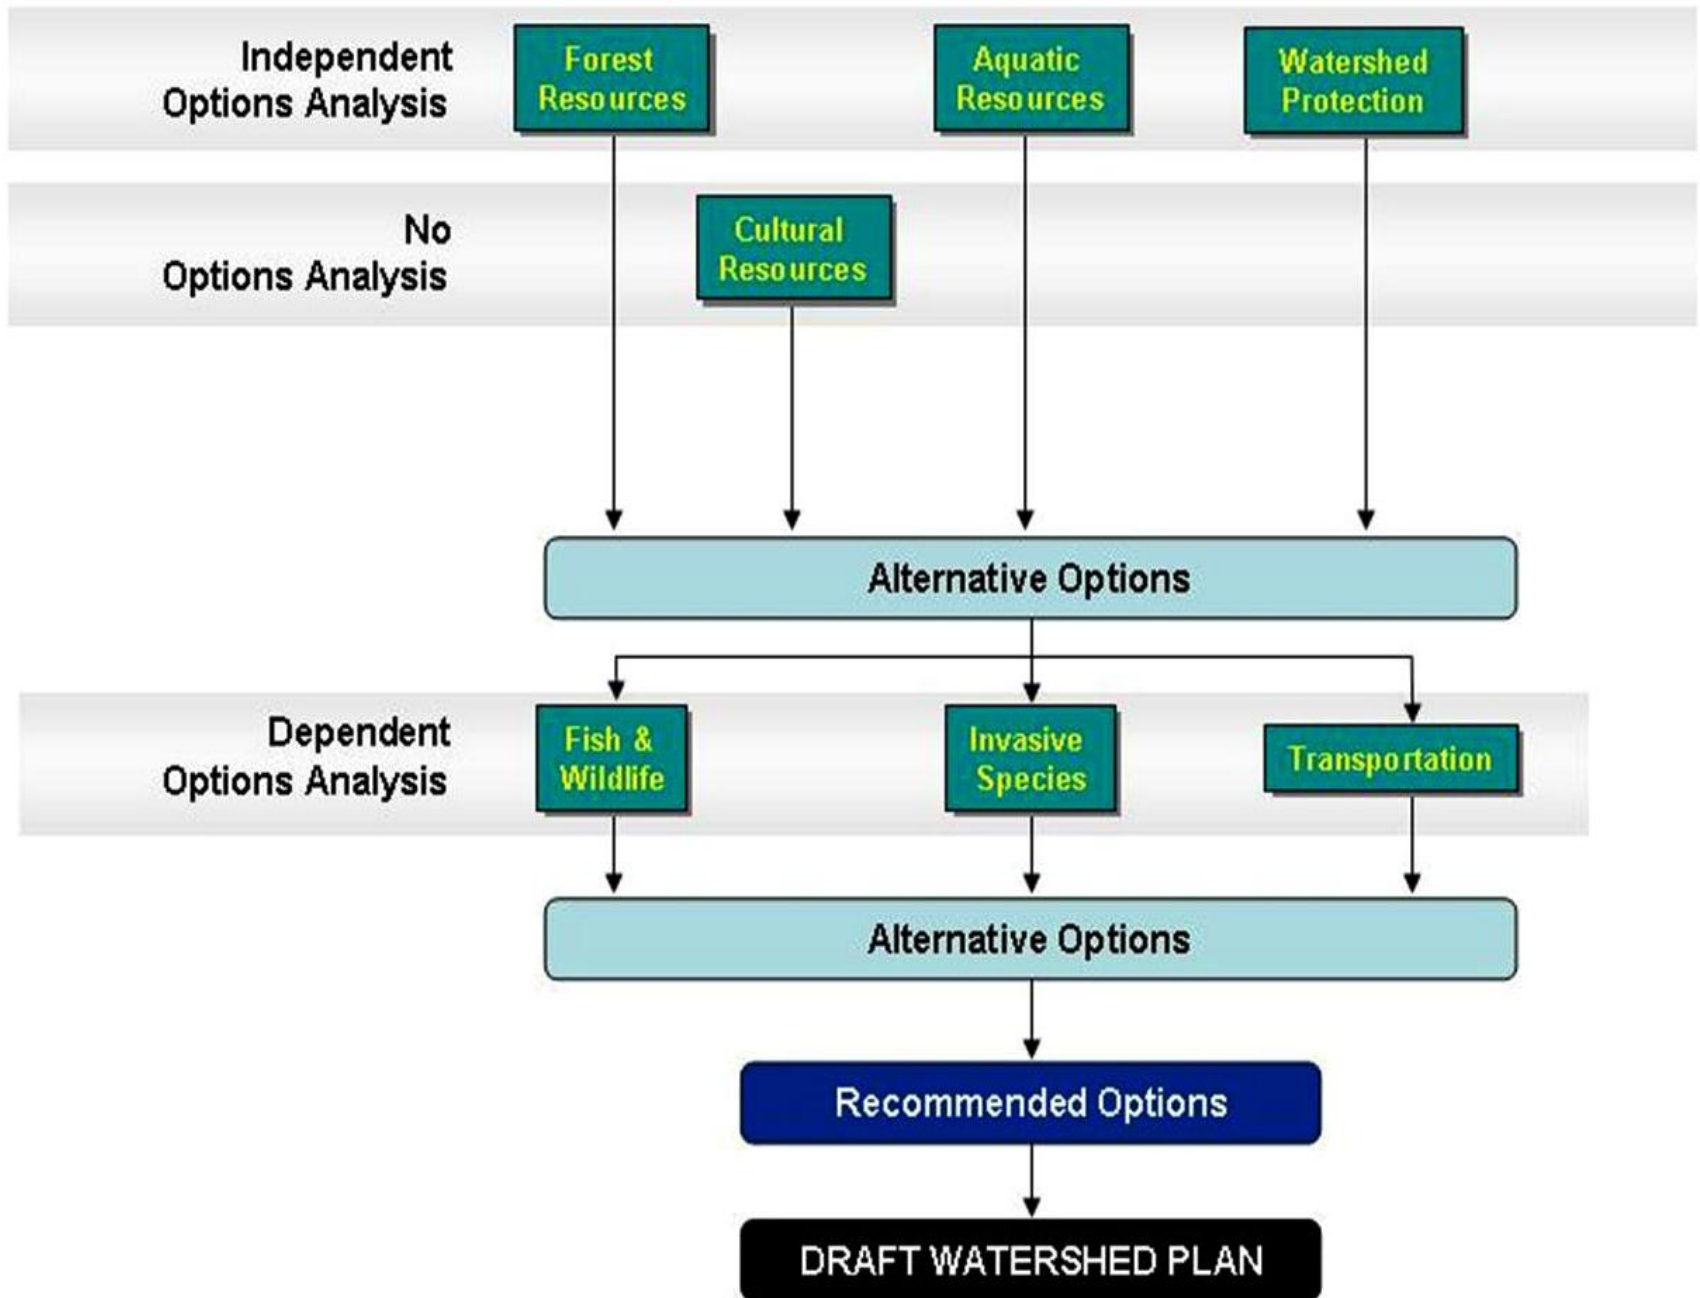 Independent
Options Analysis
Forest
Resources
Aquatic
Resources
Watershed
Protection
No
Options Analysis
Cultural
Resources
Alternative Options
Dependent
Options Analysis
Fish &
Wildlife
Invasive
Species
Transportation
Alternative Options
Recommended Options
DRAFT WATERSHED PLAN